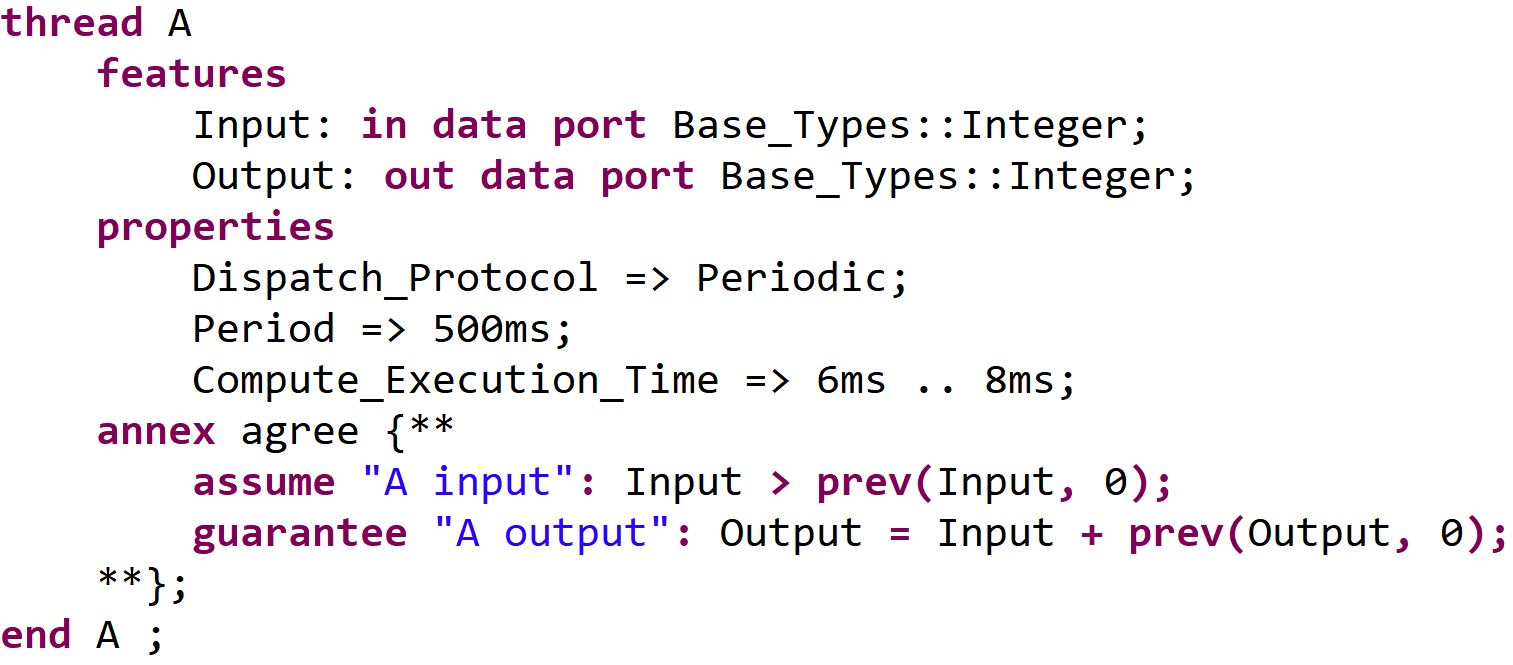 thread A
features
Input: in data port Base_Types::Integer;
Output: out data port Base_Types::Integer;
properties
Dispatch_Protocol => Periodic;
Period => 500ms;
Compute_Execution_Time => 6ms .. 8ms;
annex agree {**
assume "A input": Input > prev(Input, 0);
guarantee "A output": Output = Input + prev(Output, 0);
**};
end A ;